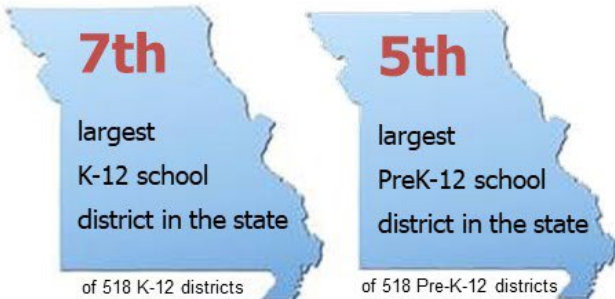 7th
largest
K-12 school
district in the state
of 518 K-12 districts
5th
largest
PreK-12 school
district in the state
of 518 Pre-K-12 districts